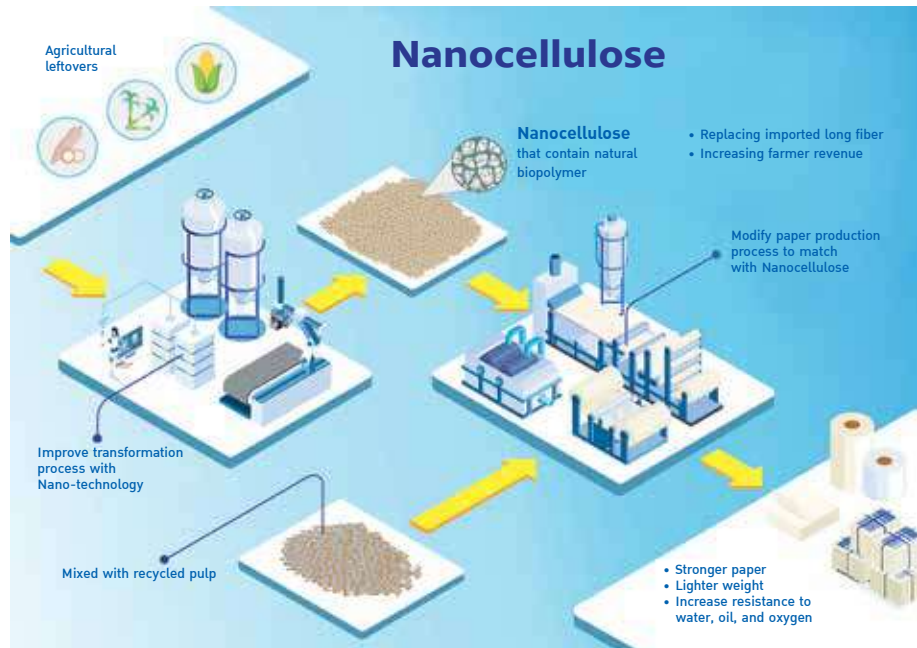 Nanocellulose
Agricultural
leftovers
Nanocellulose
that contain natural
biopolymer
• Replacing imported long fiber
• Increasing farmer revenue
Modify paper production
process to match
with Nanocellulose
Improve transformation
process with
Nano-technology
Mixed with recycled pulp
• Stronger paper
• Lighter weight
• Increase resistance to
water, oil, and oxygen